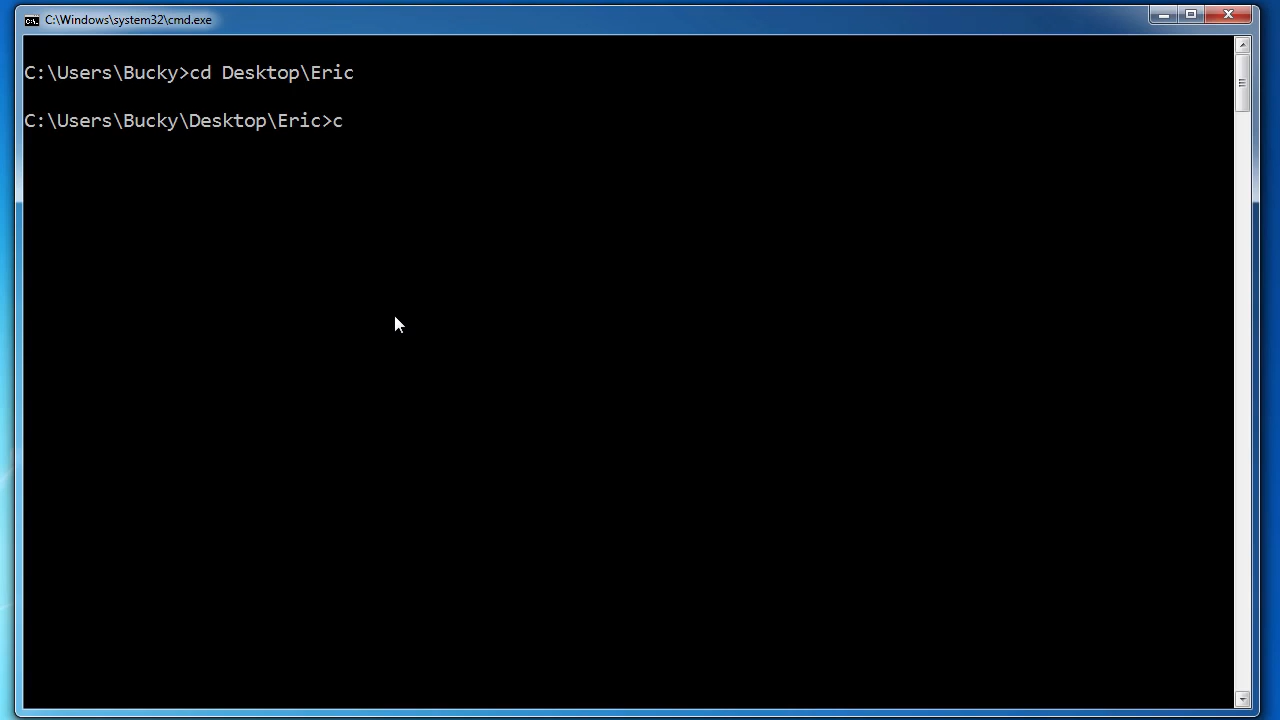 C:\Windows\system32\cmd.exe
C:\Users\Bucky>cd Desktop\Eric
C:\Users\Bucky\Desktop\Eric>c